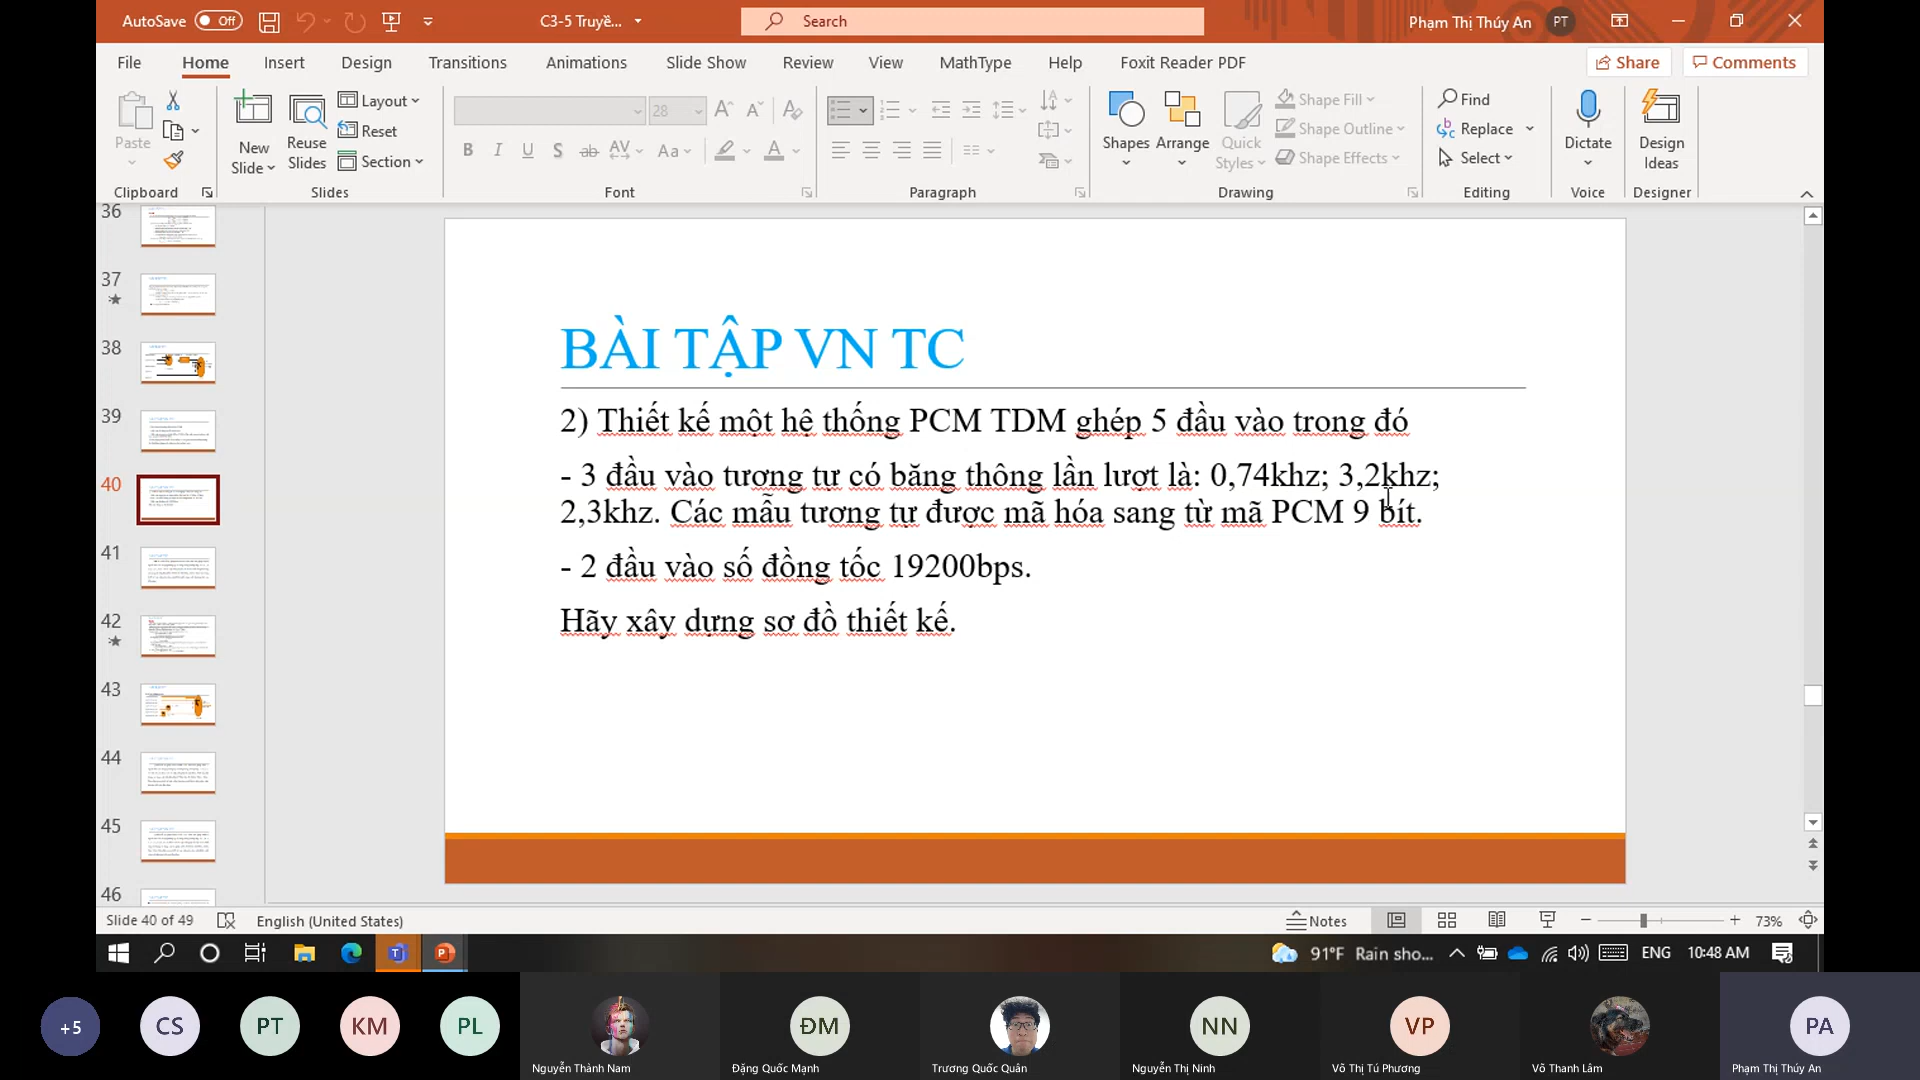 AutoSave Off C3-5 Truyề... Search Phạm Thị Thúy An PT
File Home Insert Design Transitions Animations Slide Show Review View MathType Help Foxit Reader PDF Share Comments
Paste
Clipboard
New Slide
Reuse Slides
Layout
Reset
Section
Slides
28
B I U S ab AV Aa A
Font
Paragraph
Shapes Arrange Quick Styles
Shape Fill
Shape Outline
Shape Effects
Drawing
Find
Replace
Select
Editing
Dictate
Voice
Design Ideas
Designer
36
37
38
39
40
41
42
43
44
45
46
BÀI TẬP VN TC
2) Thiết kế một hệ thống PCM TDM ghép 5 đầu vào trong đó
- 3 đầu vào tương tự có băng thông lần lượt là: 0,74khz; 3,2khz;
2,3khz. Các mẫu tương tự được mã hóa sang từ mã PCM 9 bít.
- 2 đầu vào số đồng tốc 19200bps.
Hãy xây dựng sơ đồ thiết kế.
Slide 40 of 49 English (United States) Notes 73%
91°F Rain sho... ENG 10:48 AM
+5 CS PT KM PL ĐM NN VP PA
Nguyễn Thành Nam Đặng Quốc Mạnh Trương Quốc Quân Nguyễn Thị Ninh Võ Thị Tú Phương Võ Thanh Lâm Phạm Thị Thúy An